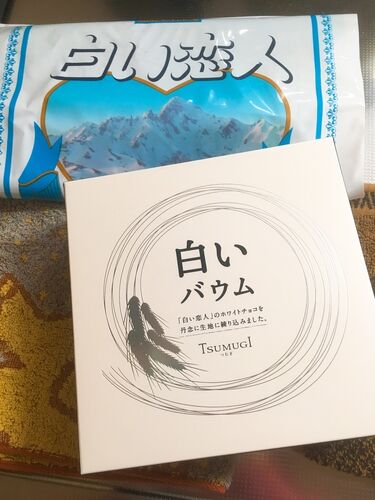 白い恋人
白い
バウム
「白い恋人」のホワイトチョコを
丹念に生地に練り込みました。
TSUMUGI
つむぎ